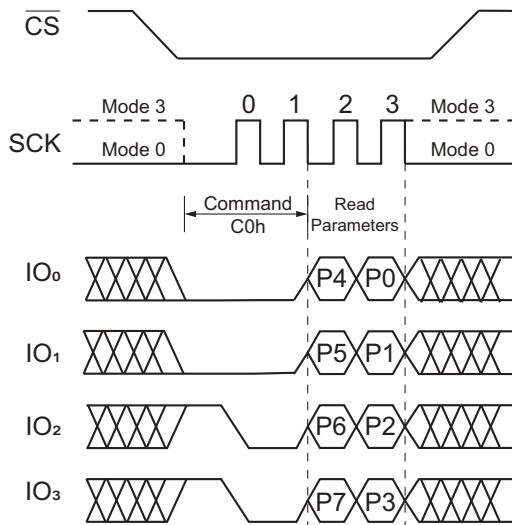 CS
0 1 2 3
Mode 3 Mode 3
SCK
Mode 0 Mode 0
Command Read
C0h Parameters
IO₀ P4 P0
IO₁ P5 P1
IO₂ P6 P2
IO₃ P7 P3